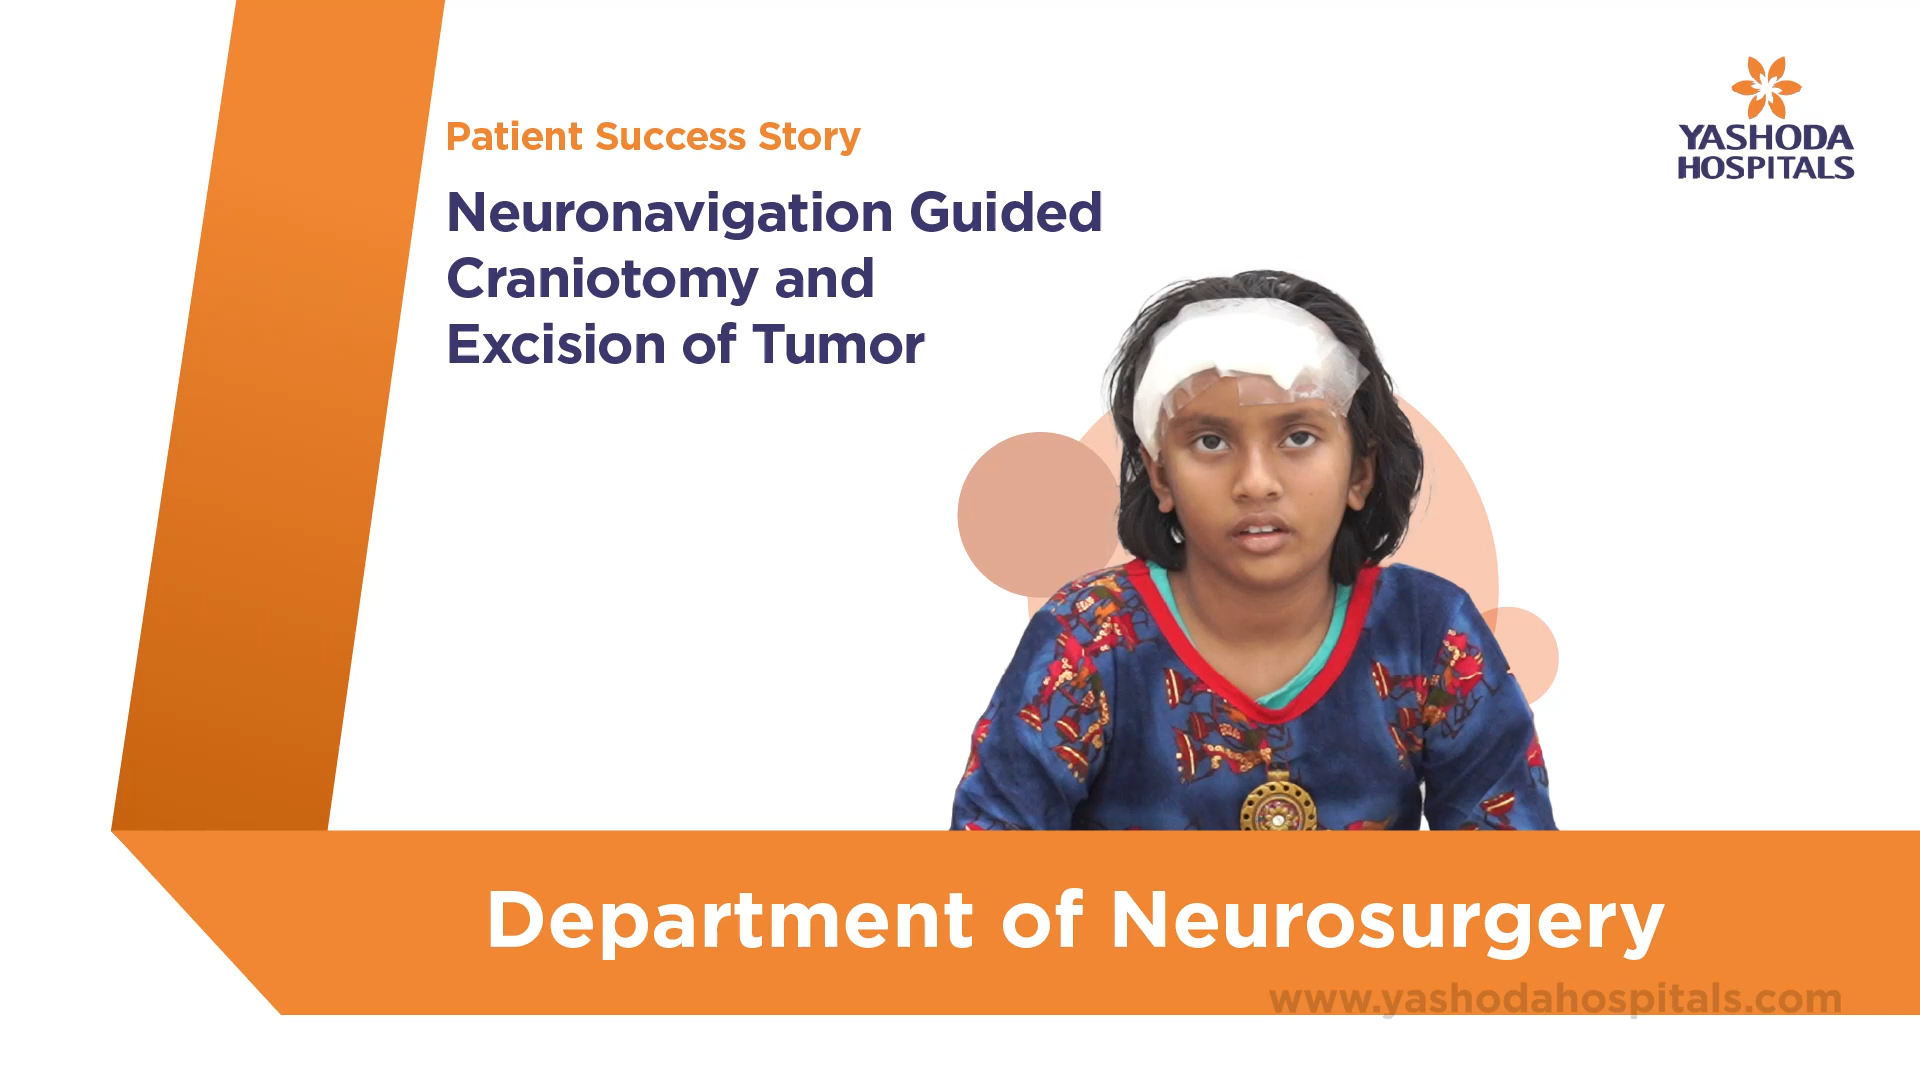 Patient Success Story
Neuronavigation Guided
Craniotomy and
Excision of Tumor
YASHODA
HOSPITALS
Department of Neurosurgery
www.yashodahospitals.com